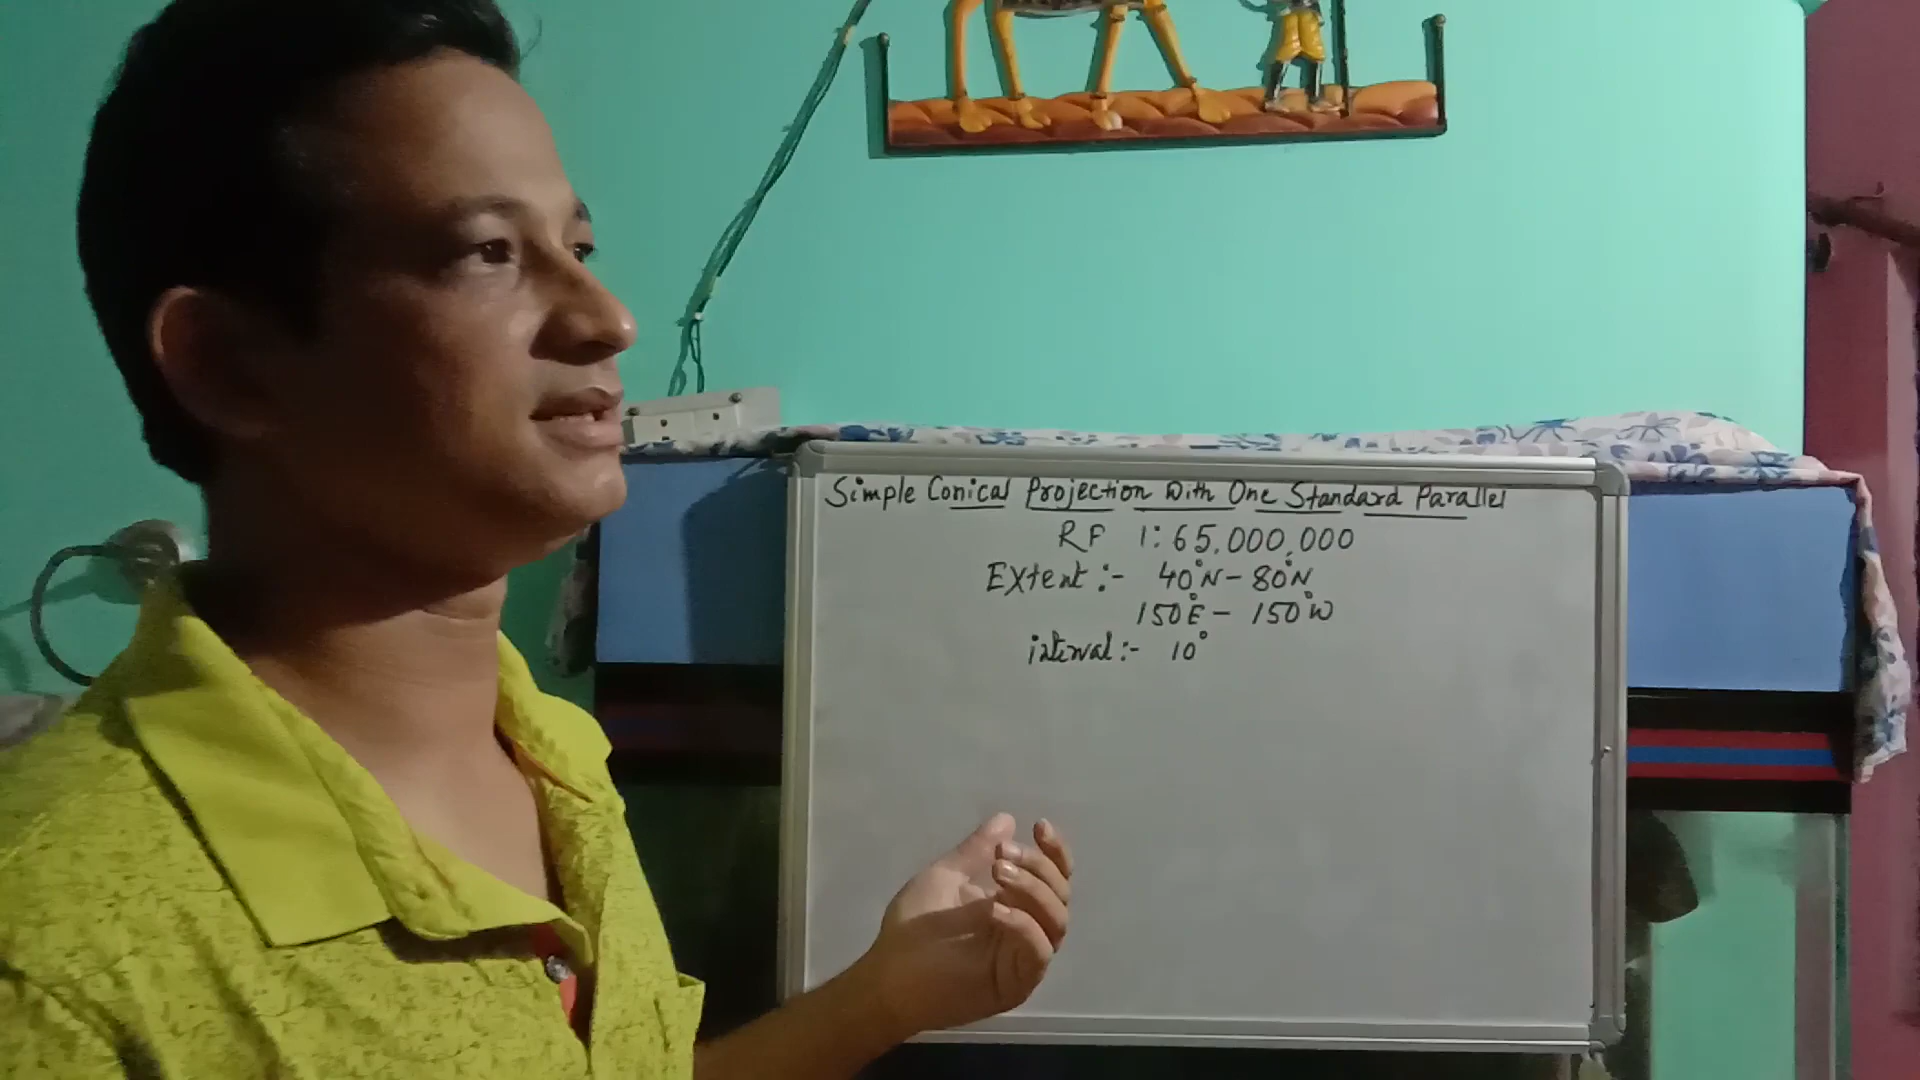 Simple Conical Projection With One Standard Parallel
RF 1:65,000,000
Extent :- 40°N - 80°N
150°E - 150°W
interval :- 10°